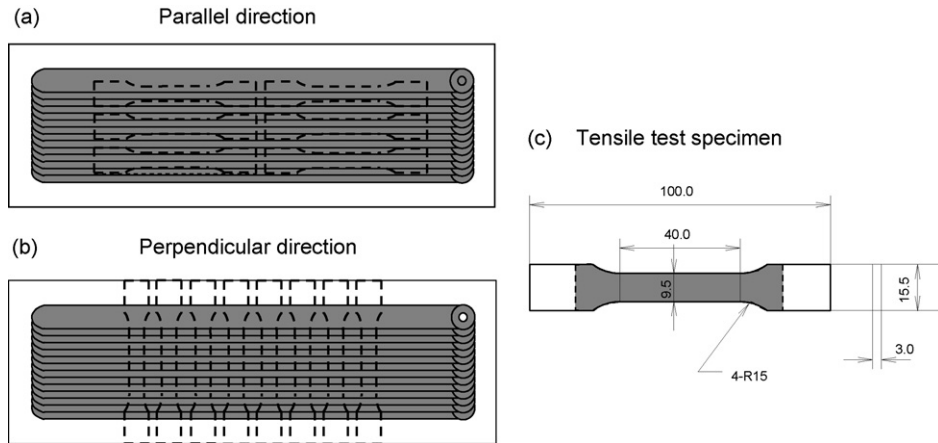 (a) Parallel direction
(b) Perpendicular direction
(c) Tensile test specimen
100.0
40.0
9.5
15.5
3.0
4-R15